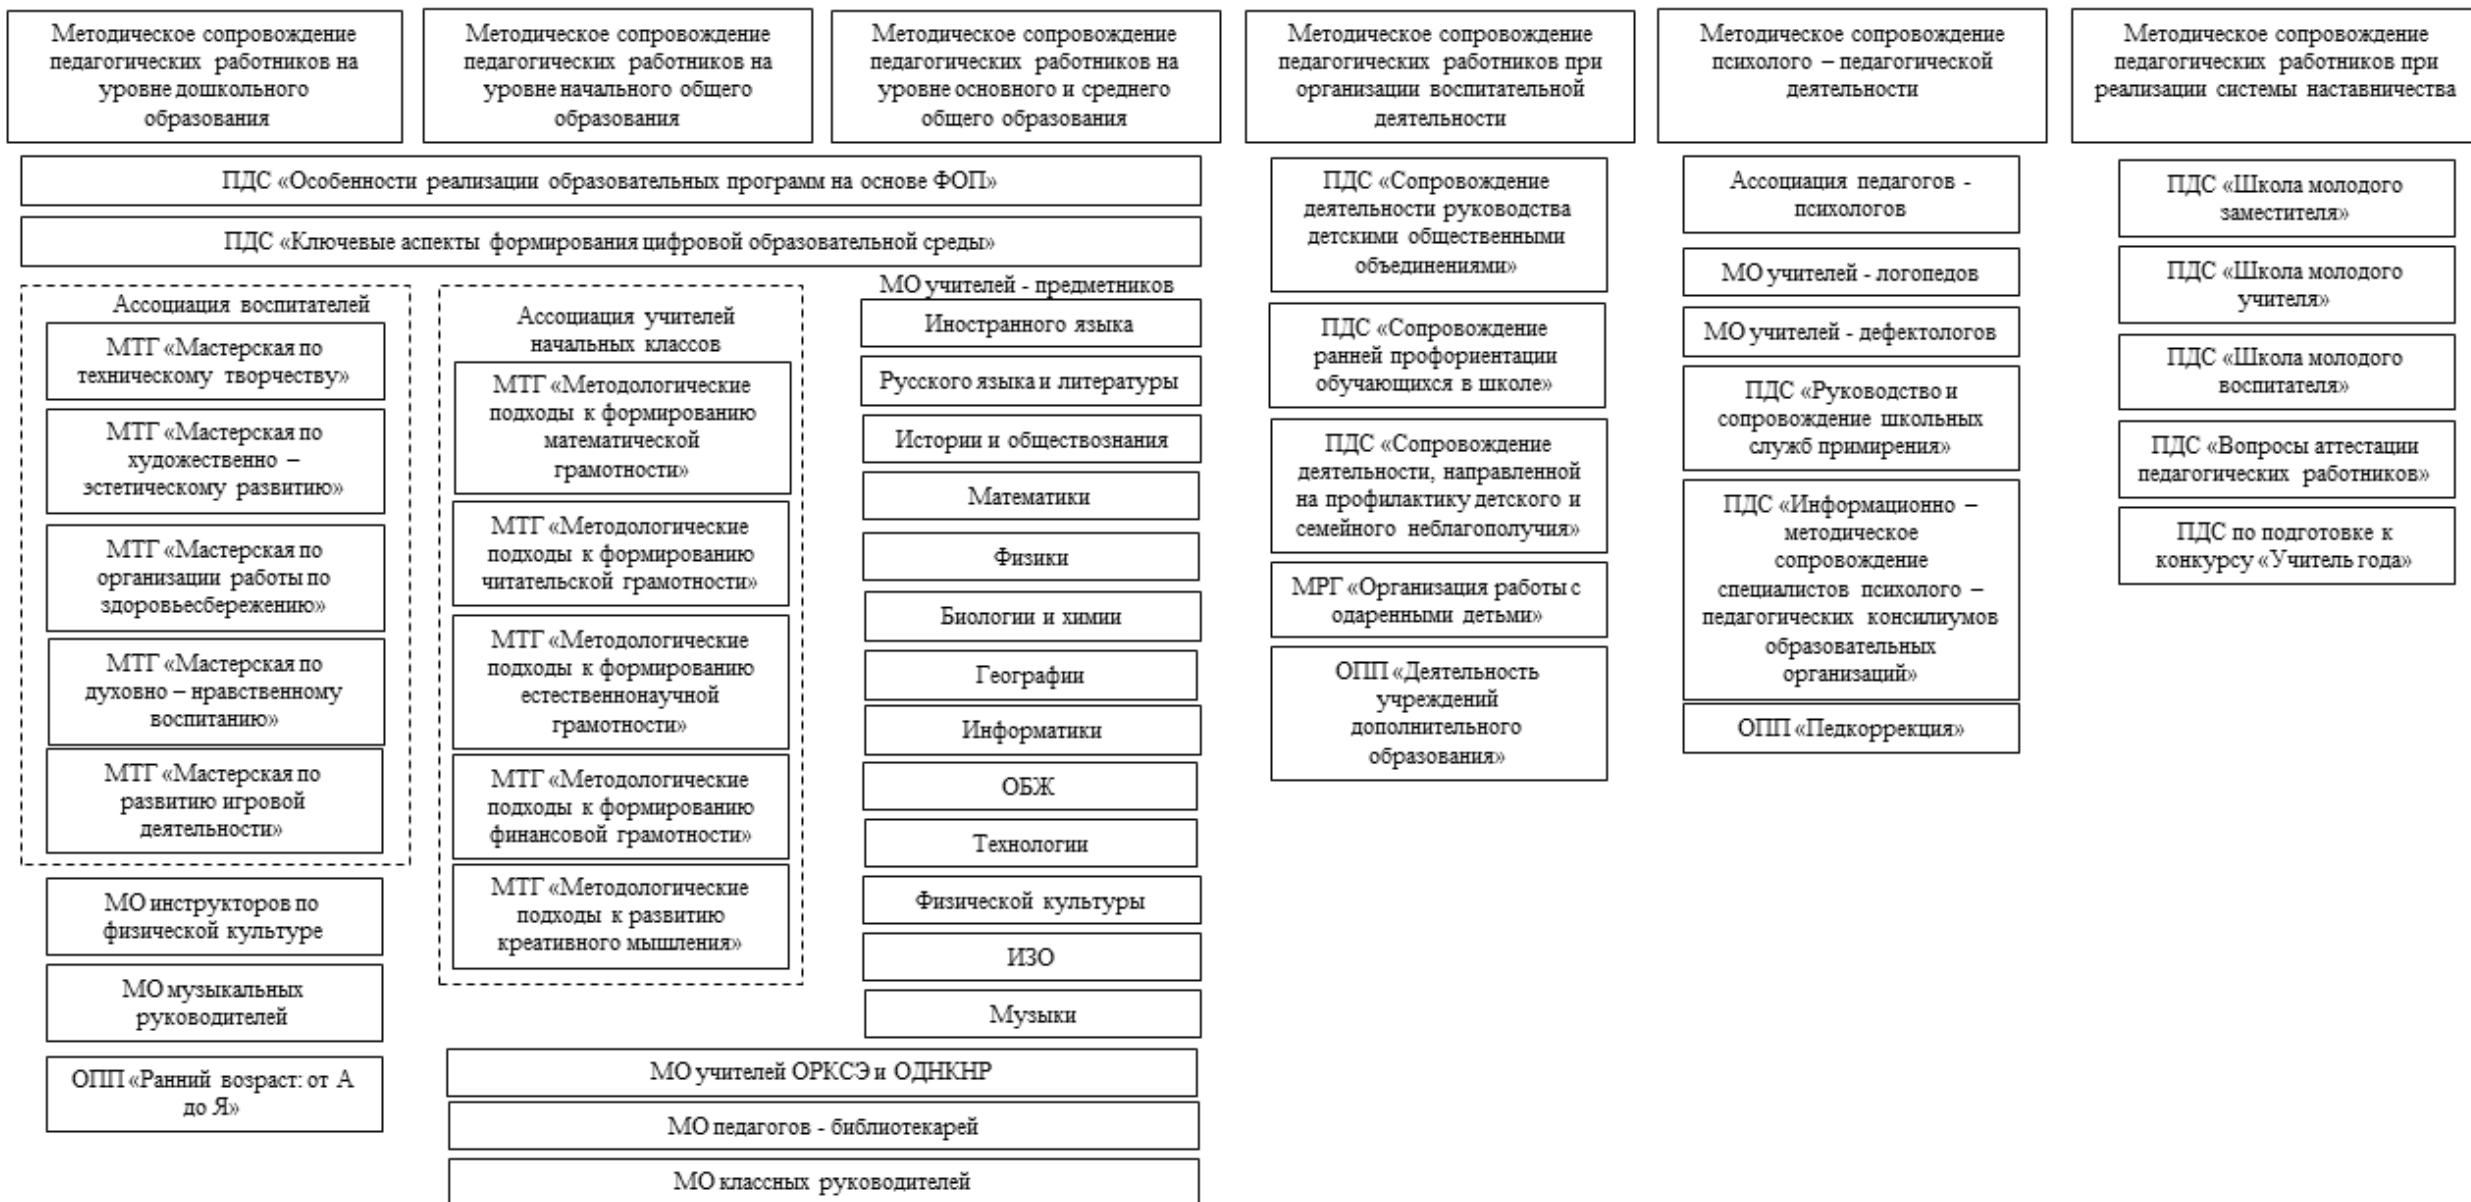 Методическое сопровождение
педагогических работников на
уровне дошкольного
образования
Методическое сопровождение
педагогических работников на
уровне начального общего
образования
Методическое сопровождение
педагогических работников на
уровне основного и среднего
общего образования
Методическое сопровождение
педагогических работников при
организации воспитательной
деятельности
Методическое сопровождение
психолого – педагогической
деятельности
Методическое сопровождение
педагогических работников при
реализации системы наставничества
ПДС «Особенности реализации образовательных программ на основе ФОП»
ПДС «Ключевые аспекты формирования цифровой образовательной среды»
Ассоциация воспитателей
МТГ «Мастерская по
техническому творчеству»
МТГ «Мастерская по
художественно –
эстетическому развитию»
МТГ «Мастерская по
организации работы по
здоровьесбережению»
МТГ «Мастерская по
духовно – нравственному
воспитанию»
МТГ «Мастерская по
развитию игровой
деятельности»
МО инструкторов по
физической культуре
МО музыкальных
руководителей
ОПП «Ранний возраст: от А
до Я»
Ассоциация учителей
начальных классов
МТГ «Методологические
подходы к формированию
математической
грамотности»
МТГ «Методологические
подходы к формированию
читательской грамотности»
МТГ «Методологические
подходы к формированию
естественнонаучной
грамотности»
МТГ «Методологические
подходы к формированию
финансовой грамотности»
МТГ «Методологические
подходы к развитию
креативного мышления»
МО учителей - предметников
Иностранного языка
Русского языка и литературы
Истории и обществознания
Математики
Физики
Биологии и химии
Географии
Информатики
ОБЖ
Технологии
Физической культуры
ИЗО
Музыки
МО учителей ОРКСЭ и ОДНКНР
МО педагогов - библиотекарей
МО классных руководителей
ПДС «Сопровождение
деятельности руководства
детскими общественными
объединениями»
ПДС «Сопровождение
ранней профориентации
обучающихся в школе»
ПДС «Сопровождение
деятельности, направленной
на профилактику детского и
семейного неблагополучия»
МРГ «Организация работы с
одаренными детьми»
ОПП «Деятельность
учреждений
дополнительного
образования»
Ассоциация педагогов -
психологов
МО учителей - логопедов
МО учителей - дефектологов
ПДС «Руководство и
сопровождение школьных
служб примирения»
ПДС «Информационно –
методическое
сопровождение
специалистов психолого –
педагогических консилиумов
образовательных
организаций»
ОПП «Педкоррекция»
ПДС «Школа молодого
заместителя»
ПДС «Школа молодого
учителя»
ПДС «Школа молодого
воспитателя»
ПДС «Вопросы аттестации
педагогических работников»
ПДС по подготовке к
конкурсу «Учитель года»